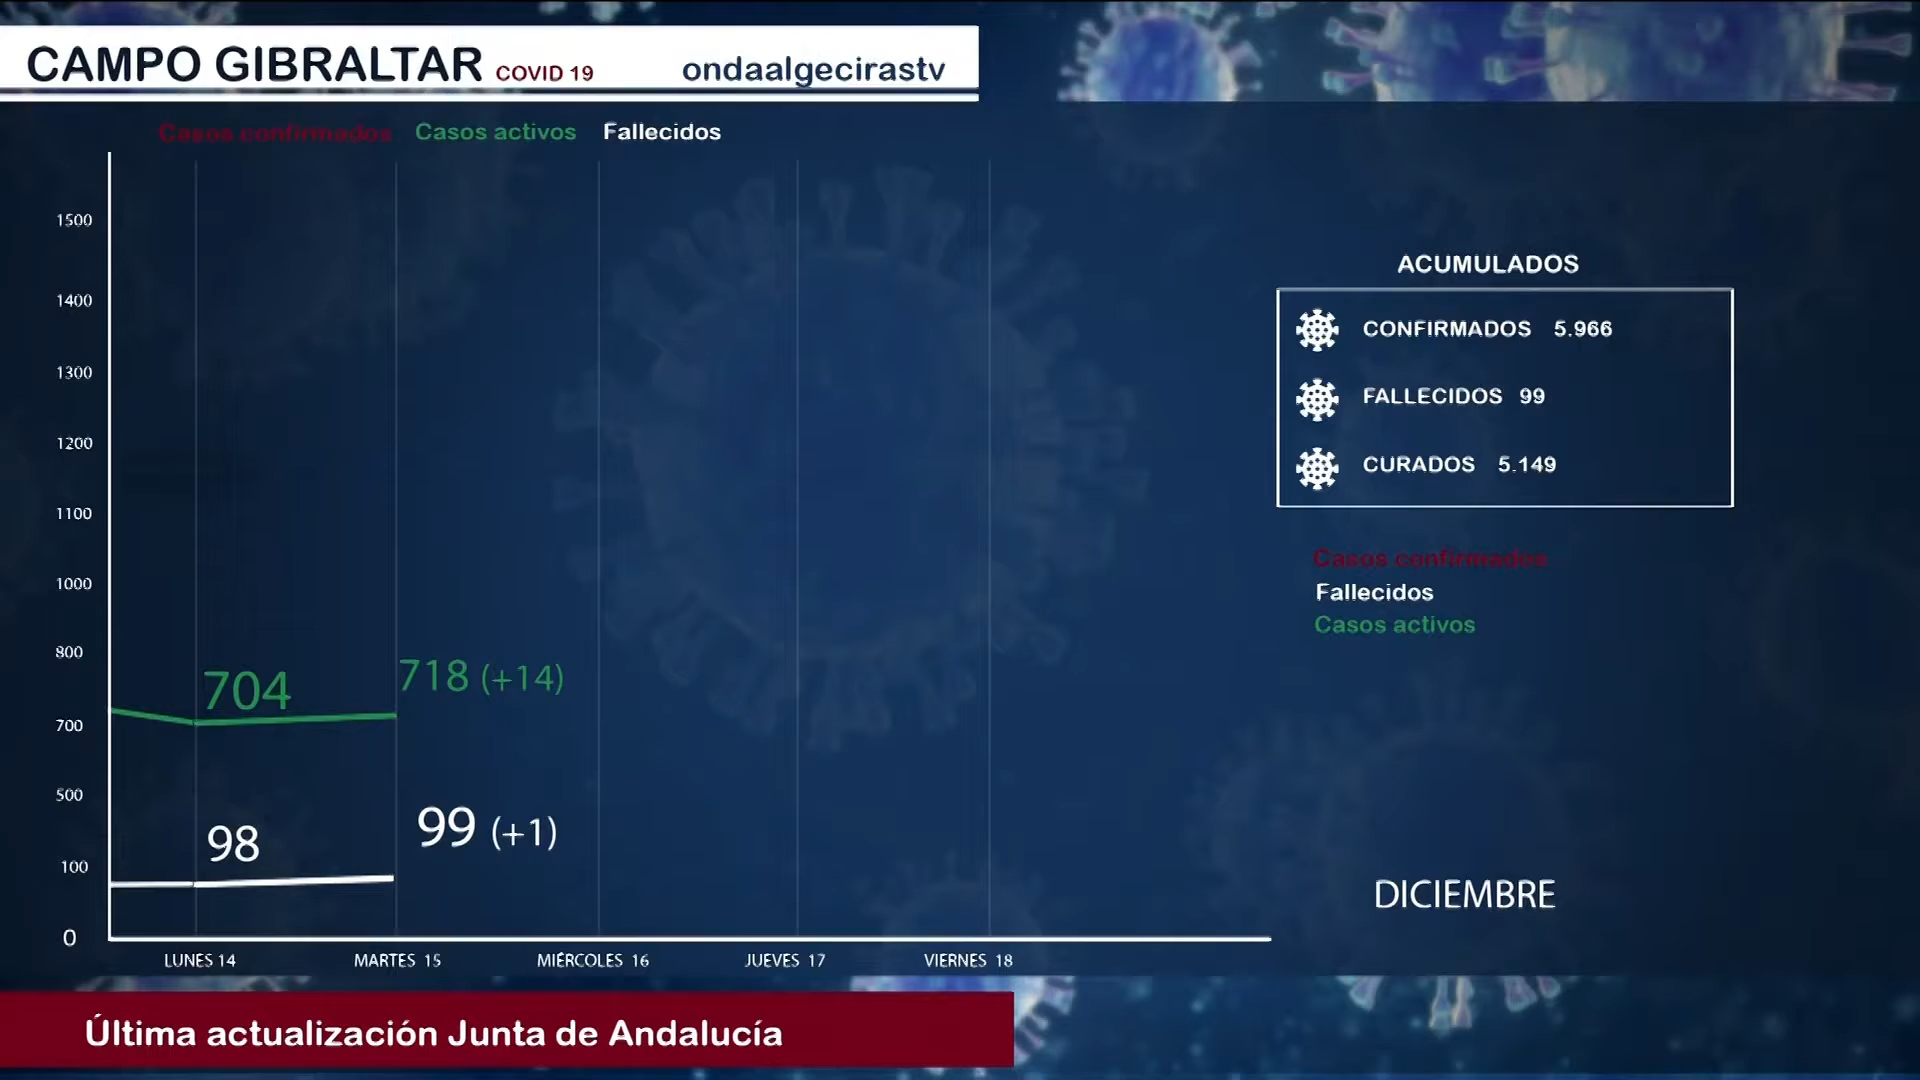 CAMPO GIBRALTAR COVID 19 ondaalgecirastv
Casos confirmados Casos activos Fallecidos
1500
1400
1300
1200
1100
1000
800
700
500
100
0
704
718 (+14)
98
99 (+1)
LUNES 14 MARTES 15 MIÉRCOLES 16 JUEVES 17 VIERNES 18
ACUMULADOS
CONFIRMADOS 5.966
FALLECIDOS 99
CURADOS 5.149
Casos confirmados
Fallecidos
Casos activos
DICIEMBRE
Última actualización Junta de Andalucía